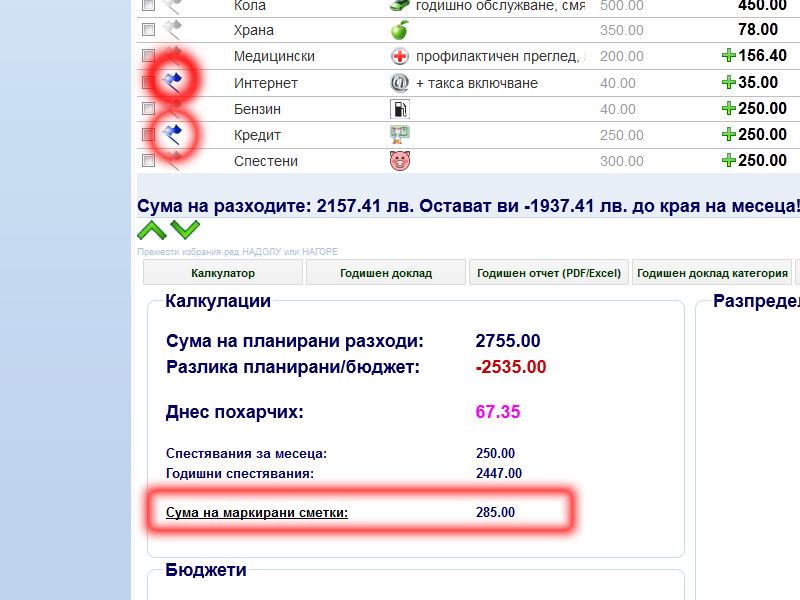 Кола годишно обслужване, смя 500.00 450.00
Храна 350.00 78.00
Медицински профилактичен преглед, 200.00 156.40
Интернет + такса включване 40.00 35.00
Бензин 40.00 250.00
Кредит 250.00 250.00
Спестени 300.00 250.00
Сума на разходите: 2157.41 лв. Остават ви -1937.41 лв. до края на месеца!
Премести избрания ред НАДОЛУ или НАГОРЕ
Калкулатор Годишен доклад Годишен отчет (PDF/Excel) Годишен доклад категория
Калкулации
Сума на планирани разходи: 2755.00
Разлика планирани/бюджет: -2535.00
Днес похарчих: 67.35
Спестявания за месеца: 250.00
Годишни спестявания: 2447.00
Сума на маркирани сметки: 285.00
Бюджети
Разпредел